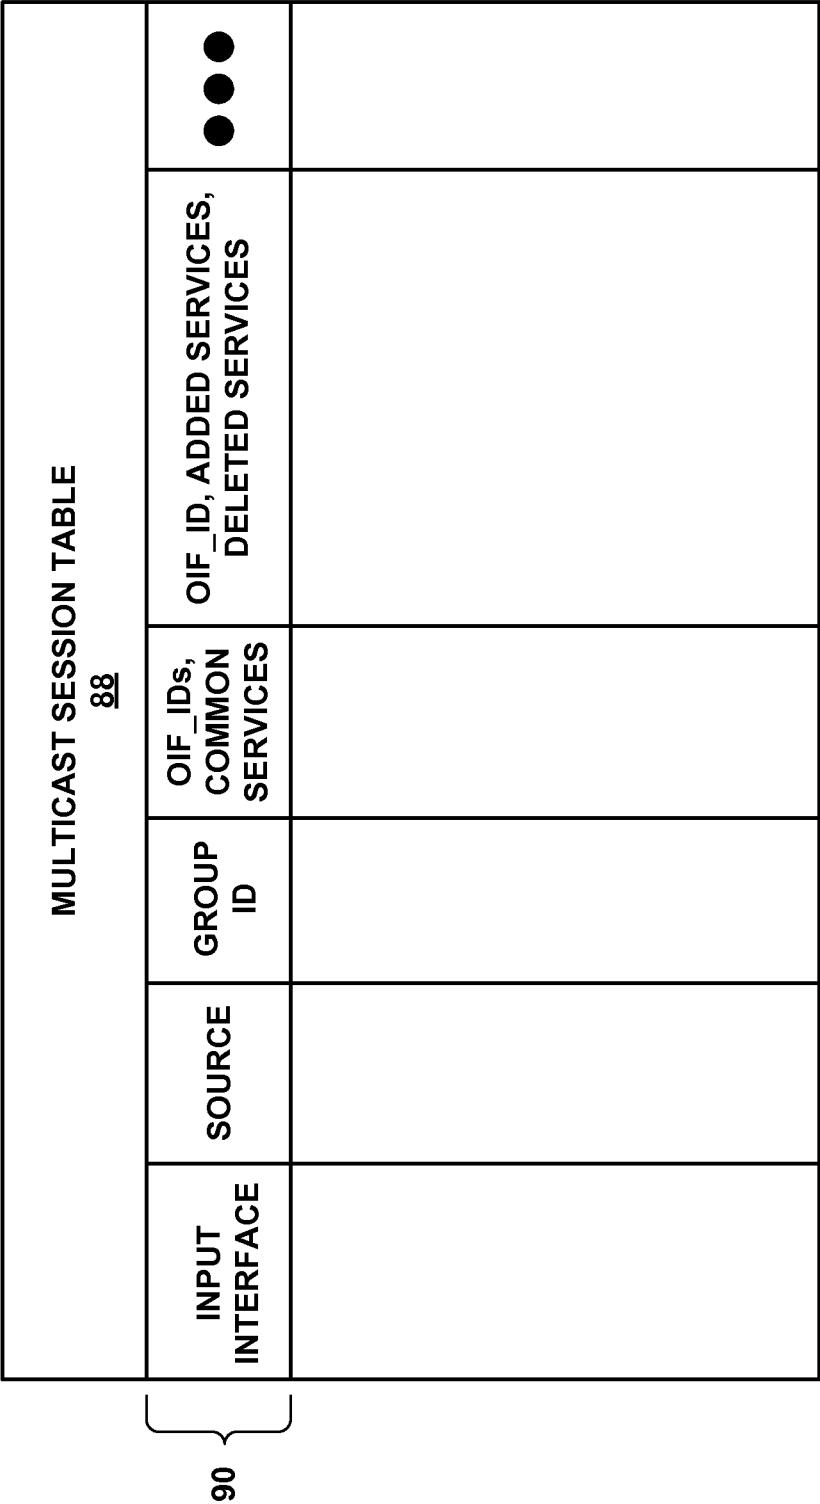 MULTICAST SESSION TABLE
88
90
INPUT
INTERFACE
SOURCE
GROUP
ID
OIF_IDs,
COMMON
SERVICES
OIF_ID, ADDED SERVICES,
DELETED SERVICES